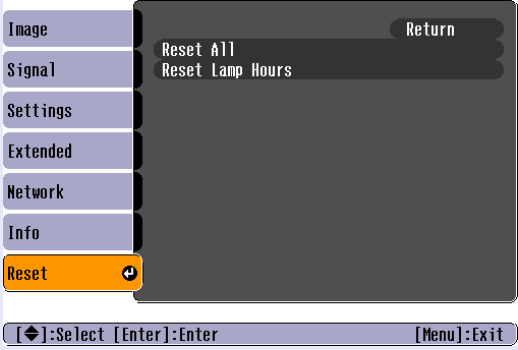 Image
Signal
Settings
Extended
Network
Info
Reset
Return
Reset All
Reset Lamp Hours
[◆]:Select [Enter]:Enter [Menu]:Exit